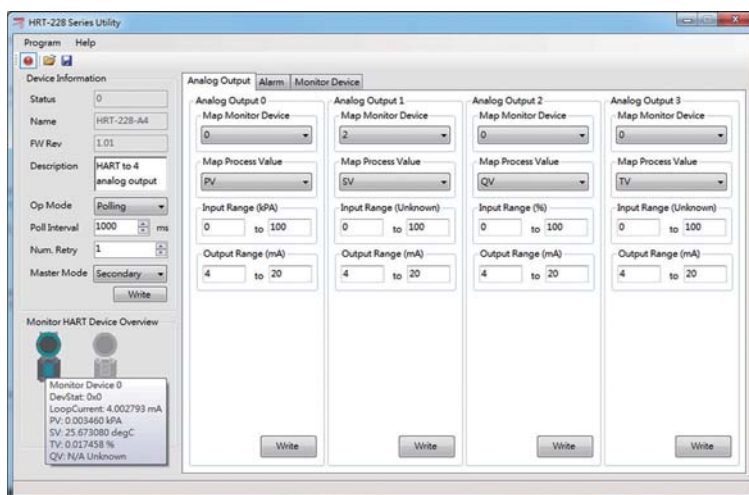 HRT-228 Series Utility
Program Help
Device Information
Status 0
Name HRT-228-A4
FW Rev 1.01
Description HART to 4
analog output
Op Mode Polling
Poll Interval 1000 ms
Num. Retry 1
Master Mode Secondary
Write
Monitor HART Device Overview
Monitor Device 0
DevStat: 0x0
LoopCurrent: 4.002793 mA
PV: 0.003460 kPA
SV: 25.673080 degC
TV: 0.017458 %
QV: N/A Unknown
Analog Output Alarm Monitor Device
Analog Output 0
Map Monitor Device
0
Map Process Value
PV
Input Range (kPA)
0 to 100
Output Range (mA)
4 to 20
Write
Analog Output 1
Map Monitor Device
2
Map Process Value
SV
Input Range (Unknown)
0 to 100
Output Range (mA)
4 to 20
Write
Analog Output 2
Map Monitor Device
0
Map Process Value
QV
Input Range (%)
0 to 100
Output Range (mA)
4 to 20
Write
Analog Output 3
Map Monitor Device
0
Map Process Value
TV
Input Range (Unknown)
0 to 100
Output Range (mA)
4 to 20
Write